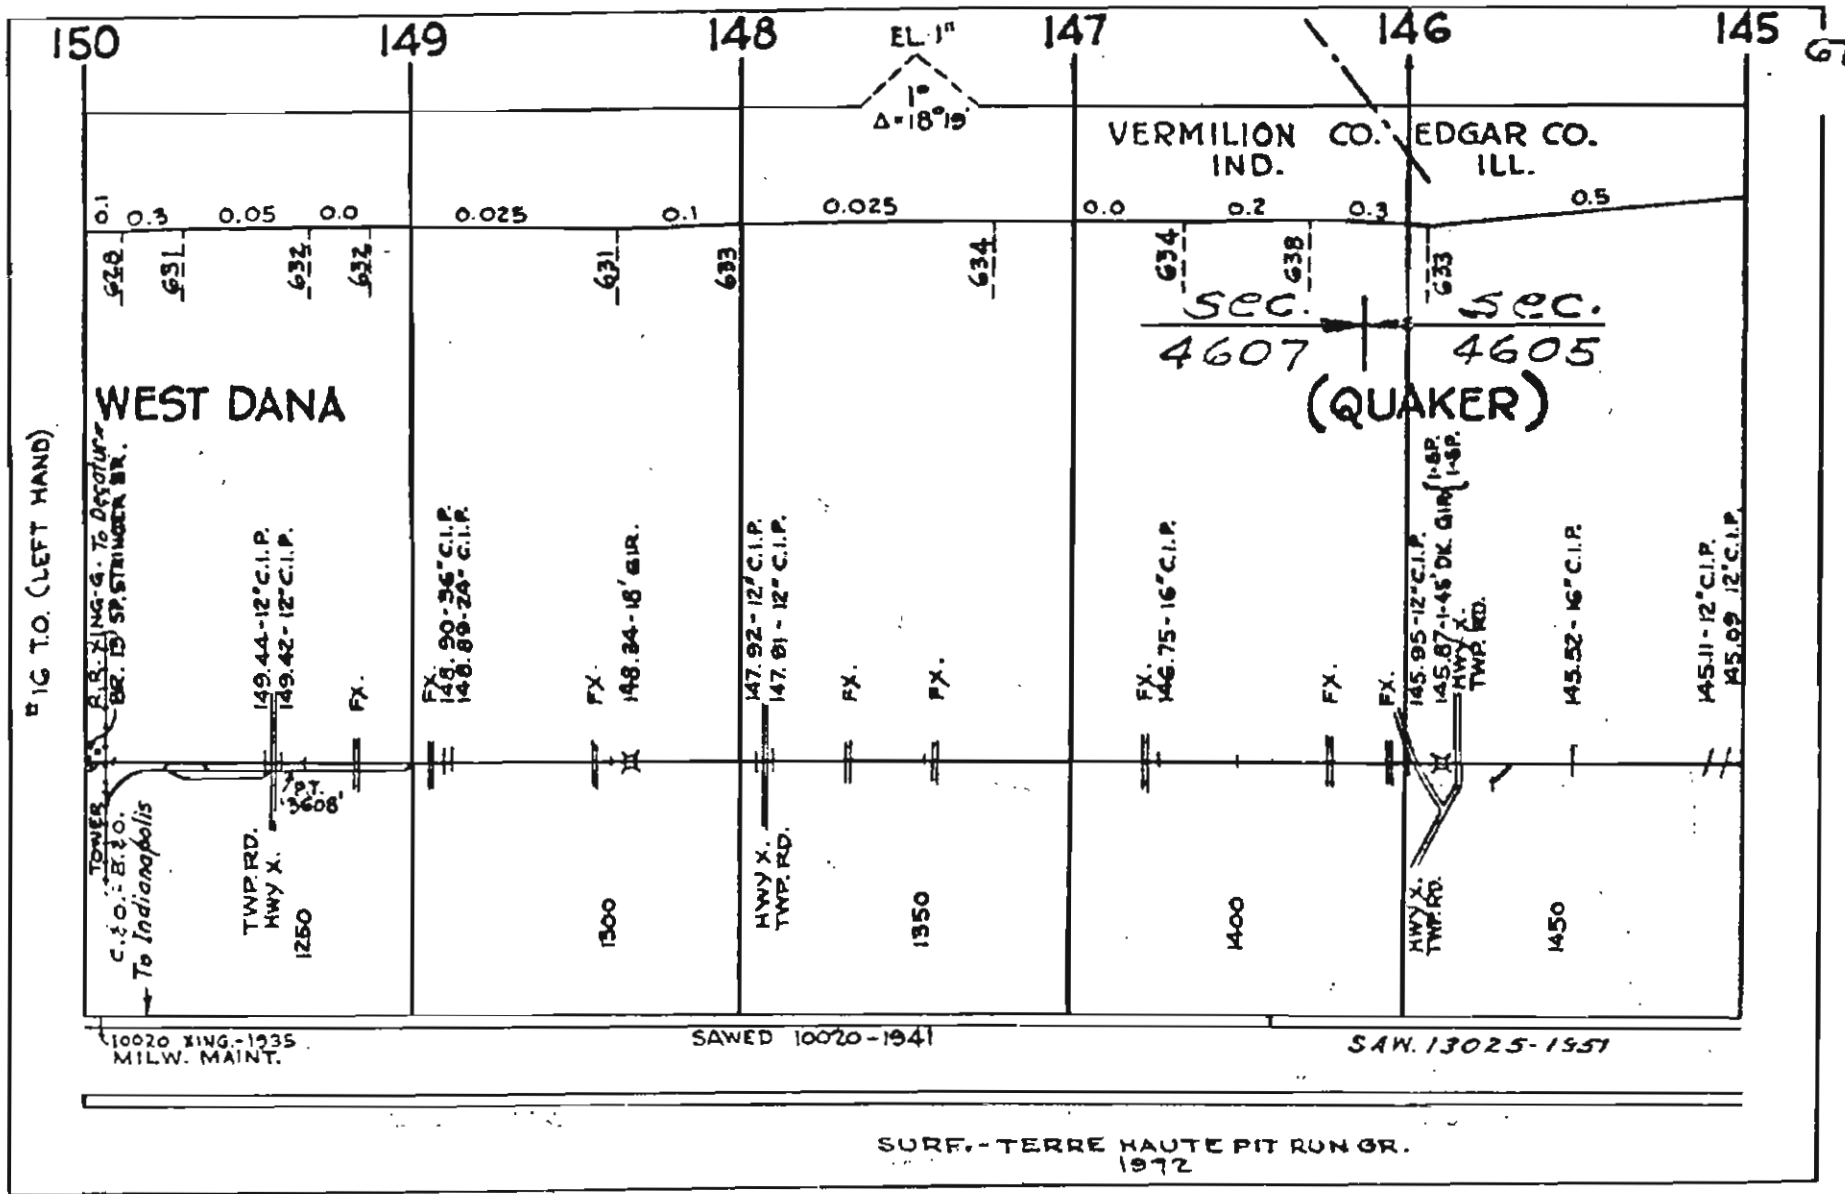 150 149 148 147 146 145
EL. 1"
1°
Δ=18°19'
VERMILION CO. EDGAR CO.
IND. ILL.
0.1 0.3 0.05 0.0 0.025 0.1 0.025 0.0 0.2 0.3 0.5
628 631 632 632 631 633 634 634 638 633
SEC. SEC.
4607 4605
WEST DANA (QUAKER)
#16 T.O. (LEFT HAND)
R.R. XING-G. To Decatur
BR. 13' SP. STRINGER BR.
149.44-12" C.I.P.
149.42-12" C.I.P.
FX.
FX.
148.90-36" C.I.P.
148.89-24" C.I.P.
FX.
148.34-18' GIR.
147.92-12" C.I.P.
147.91-12" C.I.P.
FX.
FX.
FX.
146.75-16" C.I.P.
FX.
FX.
145.95-12" C.I.P.
145.87-1-45' DK. GIR. {1-SP.
1-SP.
HWY X.
TWP. RD.
145.52-16" C.I.P.
145.11-12" C.I.P.
145.09 12" C.I.P.
P.T.
3608'
TOWER
C.&O.-B.&O.
To Indianapolis
TWP. RD.
HWY X.
1250
1300
HWY X.
TWP. RD.
1350
1400
HWY X.
TWP. RD.
1450
10020 XING.-1935
MILW. MAINT.
SAWED 10020-1941
SAW. 13025-1951
SURF.-TERRE HAUTE PIT RUN GR.
1972